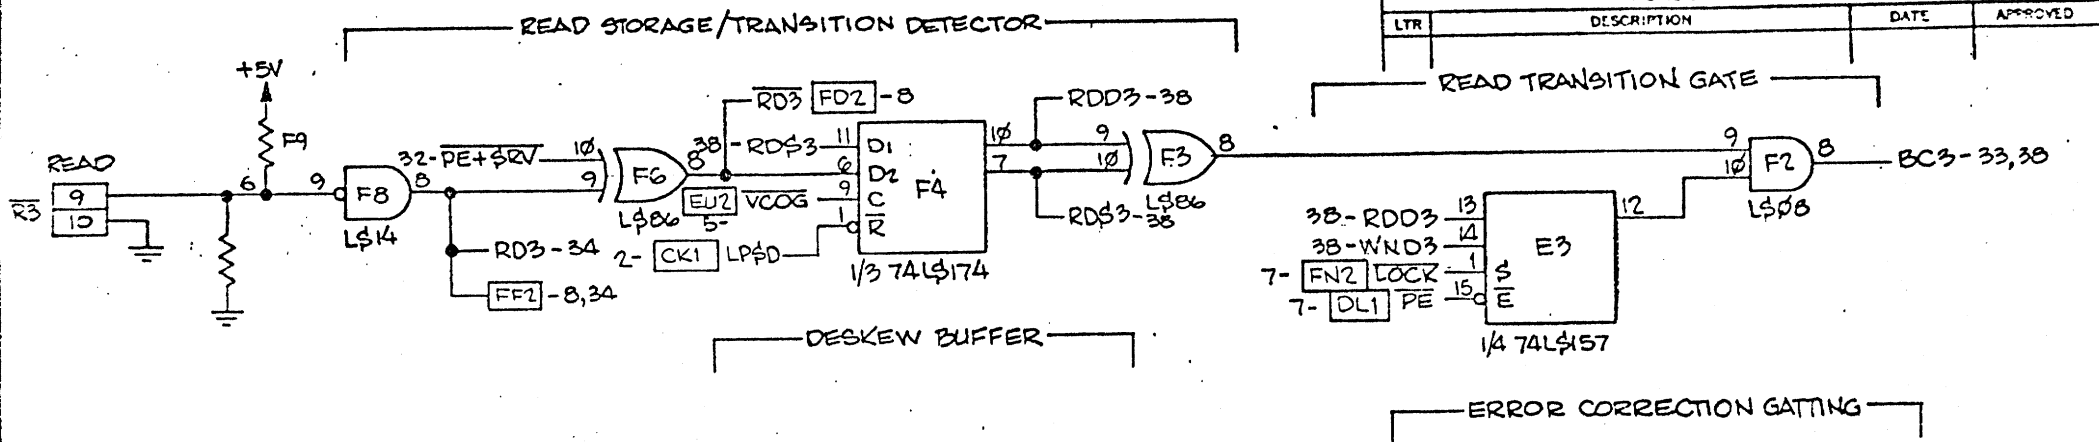 READ STORAGE/TRANSITION DETECTOR
LTR DESCRIPTION DATE APPROVED
READ TRANSITION GATE
+5V
F9
READ
R3
9
10
6
9
F8
8
LS14
RD3-34
FF2 -8,34
32-PE+SRV
10
9
F6
8
LS86
RD3 FD2 -8
38-RDS3
11
D1
6
D2
EU2 VCOG
5-
9
C
2- CK1 LPSD
1
R
F4
1/3 74LS174
10
7
RDD3-38
RDS3-38
9
10
F3
8
LS86
9
10
F2
8
LSØ8
BC3-33,38
38-RDD3 13
38-WND3 14
7- FN2 LOCK 1 S
7- DL1 PE 15 E
E3
12
1/4 74LS157
DESKEW BUFFER
ERROR CORRECTION GATTING